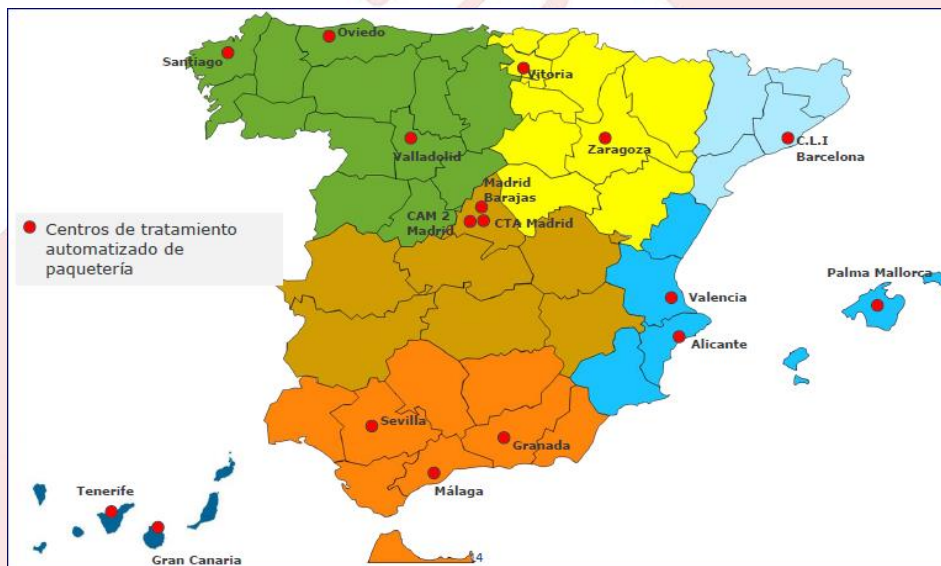 Oviedo
Santiago
Vitoria
Valladolid
Zaragoza
C.L.I
Barcelona
Madrid
Barajas
CAM 2
Madrid
CTA Madrid
Centros de tratamiento
automatizado de
paquetería
Palma Mallorca
Valencia
Alicante
Sevilla
Granada
Málaga
Tenerife
Gran Canaria
14